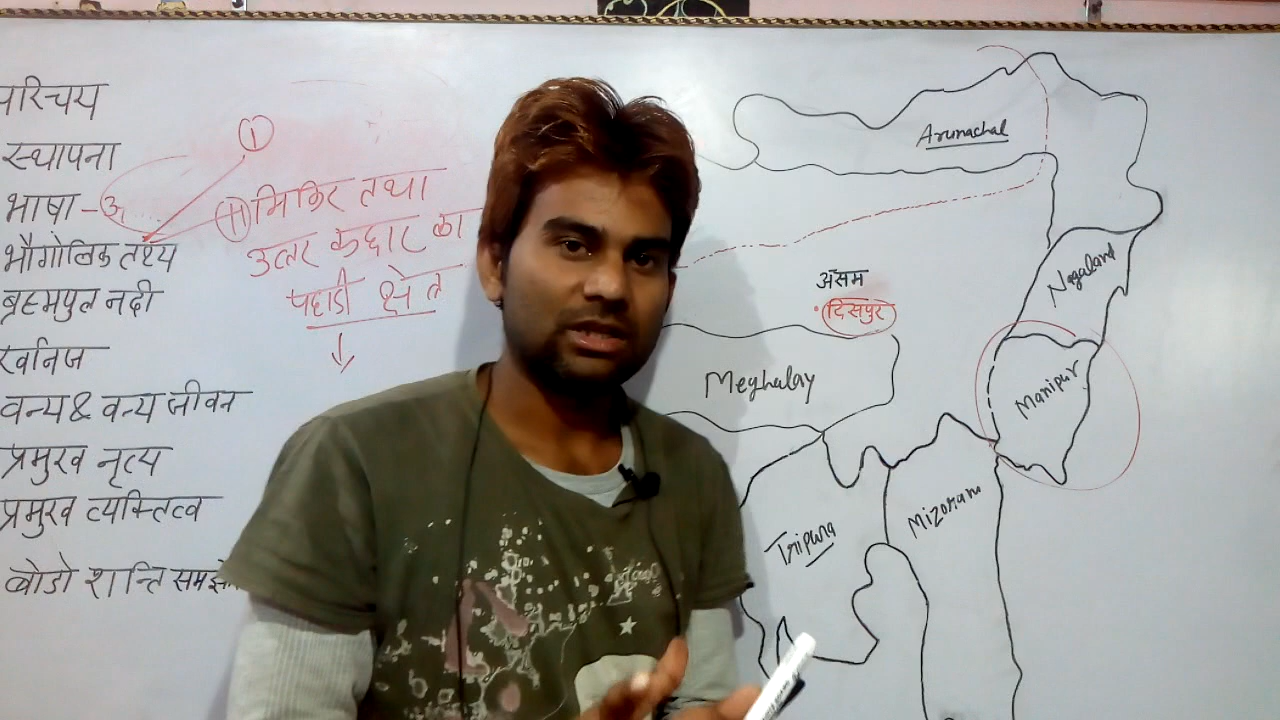 परिचय
स्थापना
भाषा -
भौगोलिक तथ्य
ब्रह्मपुत्र नदी
खनिज
वन्य & वन्य जीवन
प्रमुख नृत्य
प्रमुख व्यक्तित्व
बोडो शान्ति
I
II मिकिर तथा
उत्तर कछार का
पहाडी क्षेत
Arunachal
Nagaland
असम
दिसपुर
Meghalay
Manipur
Mizoram
Tripura